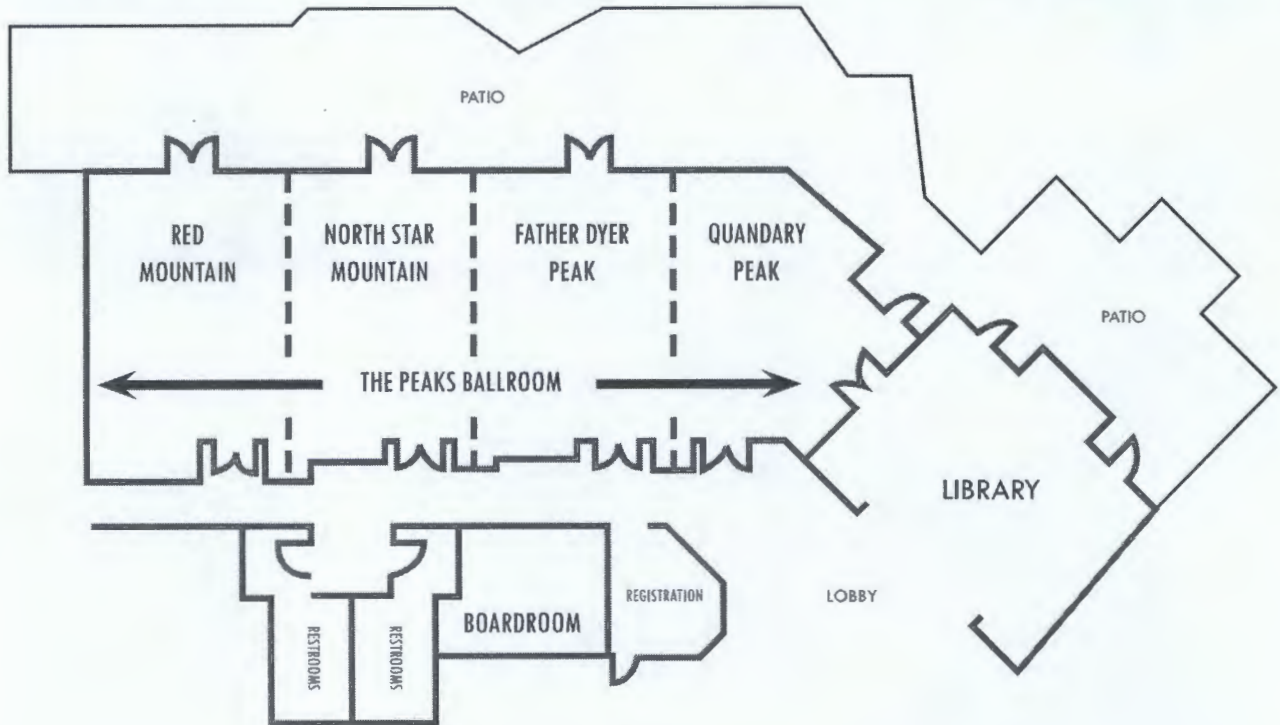 PATIO
RED
MOUNTAIN
NORTH STAR
MOUNTAIN
FATHER DYER
PEAK
QUANDARY
PEAK
PATIO
THE PEAKS BALLROOM
LIBRARY
RESTROOMS
RESTROOMS
BOARDROOM
REGISTRATION
LOBBY